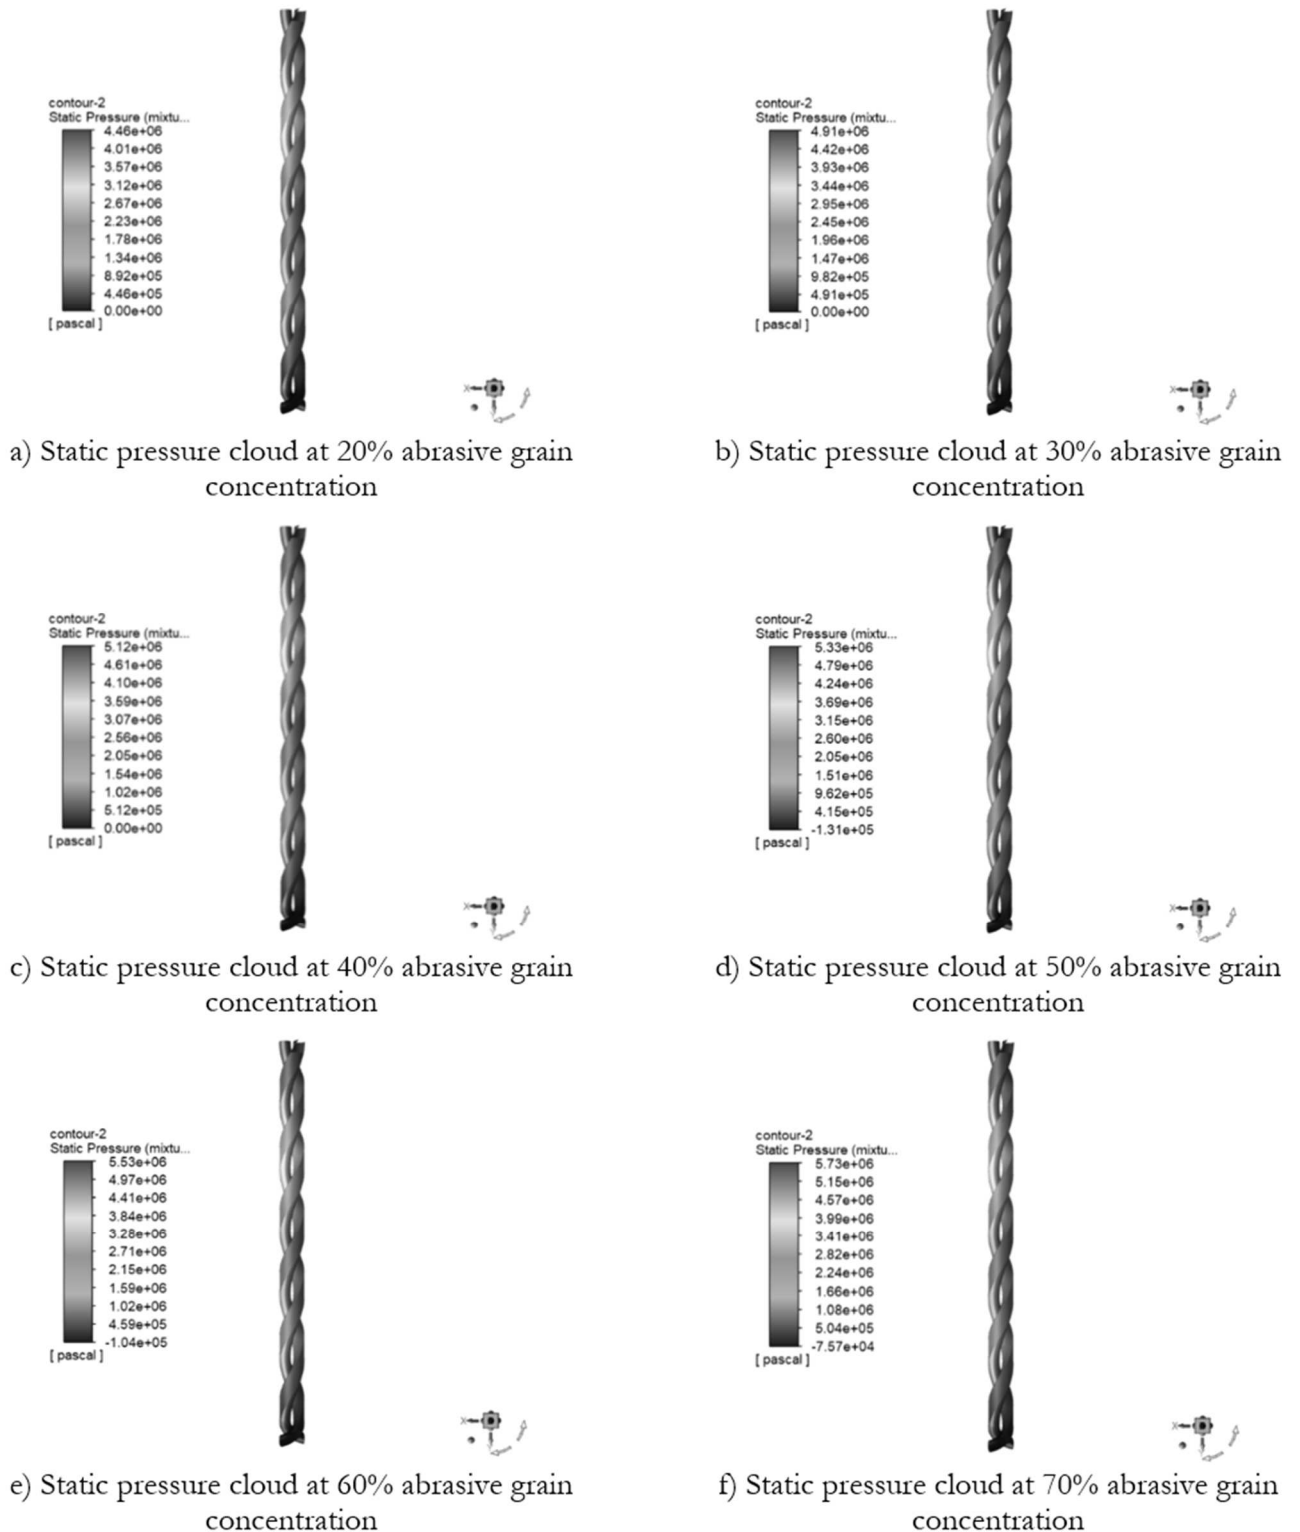 contour-2
Static Pressure (mixtu...
4.46e+06
4.01e+06
3.57e+06
3.12e+06
2.67e+06
2.23e+06
1.78e+06
1.34e+06
8.92e+05
4.46e+05
0.00e+00
[ pascal ]
X
a) Static pressure cloud at 20% abrasive grain
concentration
contour-2
Static Pressure (mixtu...
4.91e+06
4.42e+06
3.93e+06
3.44e+06
2.95e+06
2.45e+06
1.96e+06
1.47e+06
9.82e+05
4.91e+05
0.00e+00
[ pascal ]
X
b) Static pressure cloud at 30% abrasive grain
concentration
contour-2
Static Pressure (mixtu...
5.12e+06
4.61e+06
4.10e+06
3.59e+06
3.07e+06
2.56e+06
2.05e+06
1.54e+06
1.02e+06
5.12e+05
0.00e+00
[ pascal ]
X
c) Static pressure cloud at 40% abrasive grain
concentration
contour-2
Static Pressure (mixtu...
5.33e+06
4.79e+06
4.24e+06
3.69e+06
3.15e+06
2.60e+06
2.05e+06
1.51e+06
9.62e+05
4.15e+05
-1.31e+05
[ pascal ]
X
d) Static pressure cloud at 50% abrasive grain
concentration
contour-2
Static Pressure (mixtu...
5.53e+06
4.97e+06
4.41e+06
3.84e+06
3.28e+06
2.71e+06
2.15e+06
1.59e+06
1.02e+06
4.59e+05
-1.04e+05
[ pascal ]
X
e) Static pressure cloud at 60% abrasive grain
concentration
contour-2
Static Pressure (mixtu...
5.73e+06
5.15e+06
4.57e+06
3.99e+06
3.41e+06
2.82e+06
2.24e+06
1.66e+06
1.08e+06
5.04e+05
-7.57e+04
[ pascal ]
X
f) Static pressure cloud at 70% abrasive grain
concentration